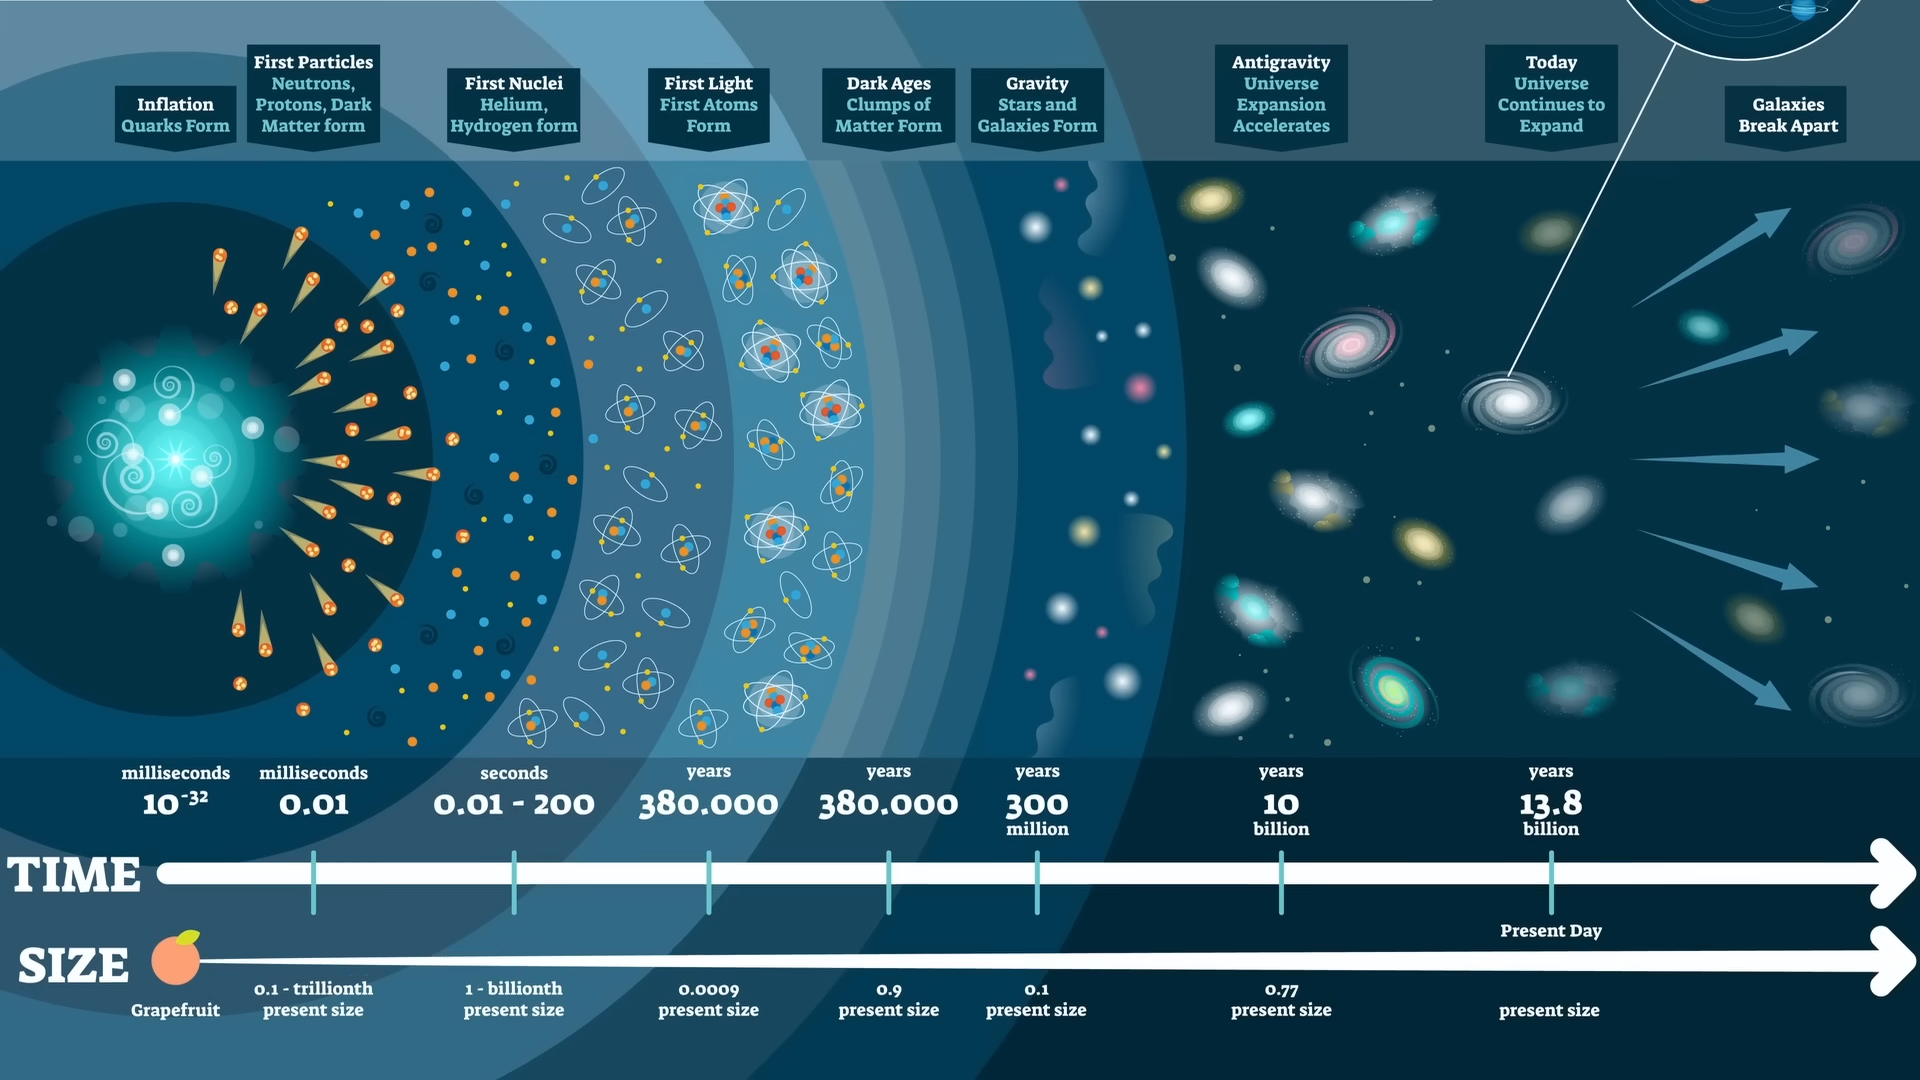 Inflation
Quarks Form
First Particles
Neutrons,
Protons, Dark
Matter form
First Nuclei
Helium,
Hydrogen form
First Light
First Atoms
Form
Dark Ages
Clumps of
Matter Form
Gravity
Stars and
Galaxies Form
Antigravity
Universe
Expansion
Accelerates
Today
Universe
Continues to
Expand
Galaxies
Break Apart
milliseconds
10⁻³²
milliseconds
0.01
seconds
0.01 - 200
years
380.000
years
380.000
years
300
million
years
10
billion
years
13.8
billion
TIME
Present Day
SIZE
Grapefruit
0.1 - trillionth
present size
1 - billionth
present size
0.0009
present size
0.9
present size
0.1
present size
0.77
present size
present size